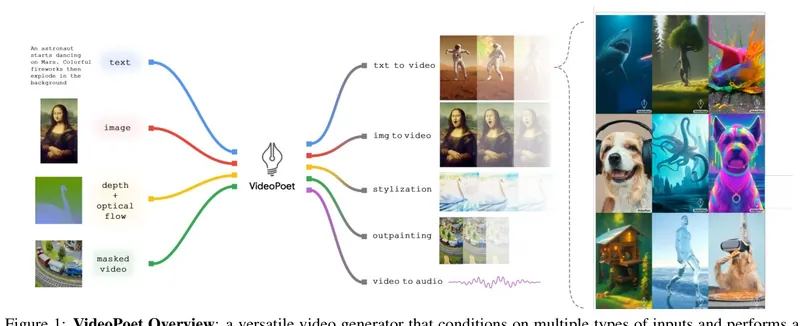 An astronaut
starts dancing
on Mars. Colorful
fireworks then
explode in the
background
text
image
depth
+
optical
flow
masked
video
VideoPoet
txt to video
img to video
stylization
outpainting
video to audio
Figure 1: VideoPoet Overview: a versatile video generator that conditions on multiple types of inputs and performs a